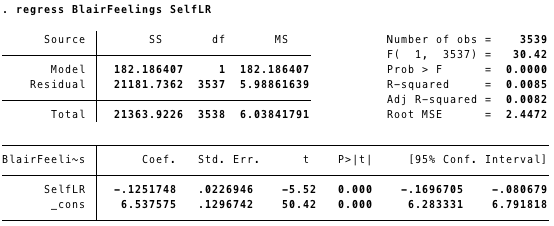 . regress BlairFeelings SelfLR
Source SS df MS Number of obs = 3539
F( 1, 3537) = 30.42
Model 182.186407 1 182.186407 Prob > F = 0.0000
Residual 21181.7362 3537 5.98861639 R-squared = 0.0085
Adj R-squared = 0.0082
Total 21363.9226 3538 6.03841791 Root MSE = 2.4472
BlairFeeli~s Coef. Std. Err. t P>|t| [95% Conf. Interval]
SelfLR -.1251748 .0226946 -5.52 0.000 -.1696705 -.080679
_cons 6.537575 .1296742 50.42 0.000 6.283331 6.791818